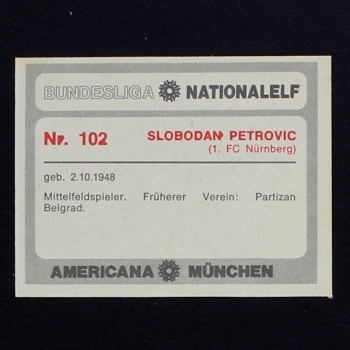 BUNDESLIGA NATIONALELF
Nr. 102 SLOBODAN PETROVIC
(1. FC Nürnberg)
geb. 2.10.1948
Mittelfeldspieler. Früherer Verein: Partizan
Belgrad.
AMERICANA MÜNCHEN